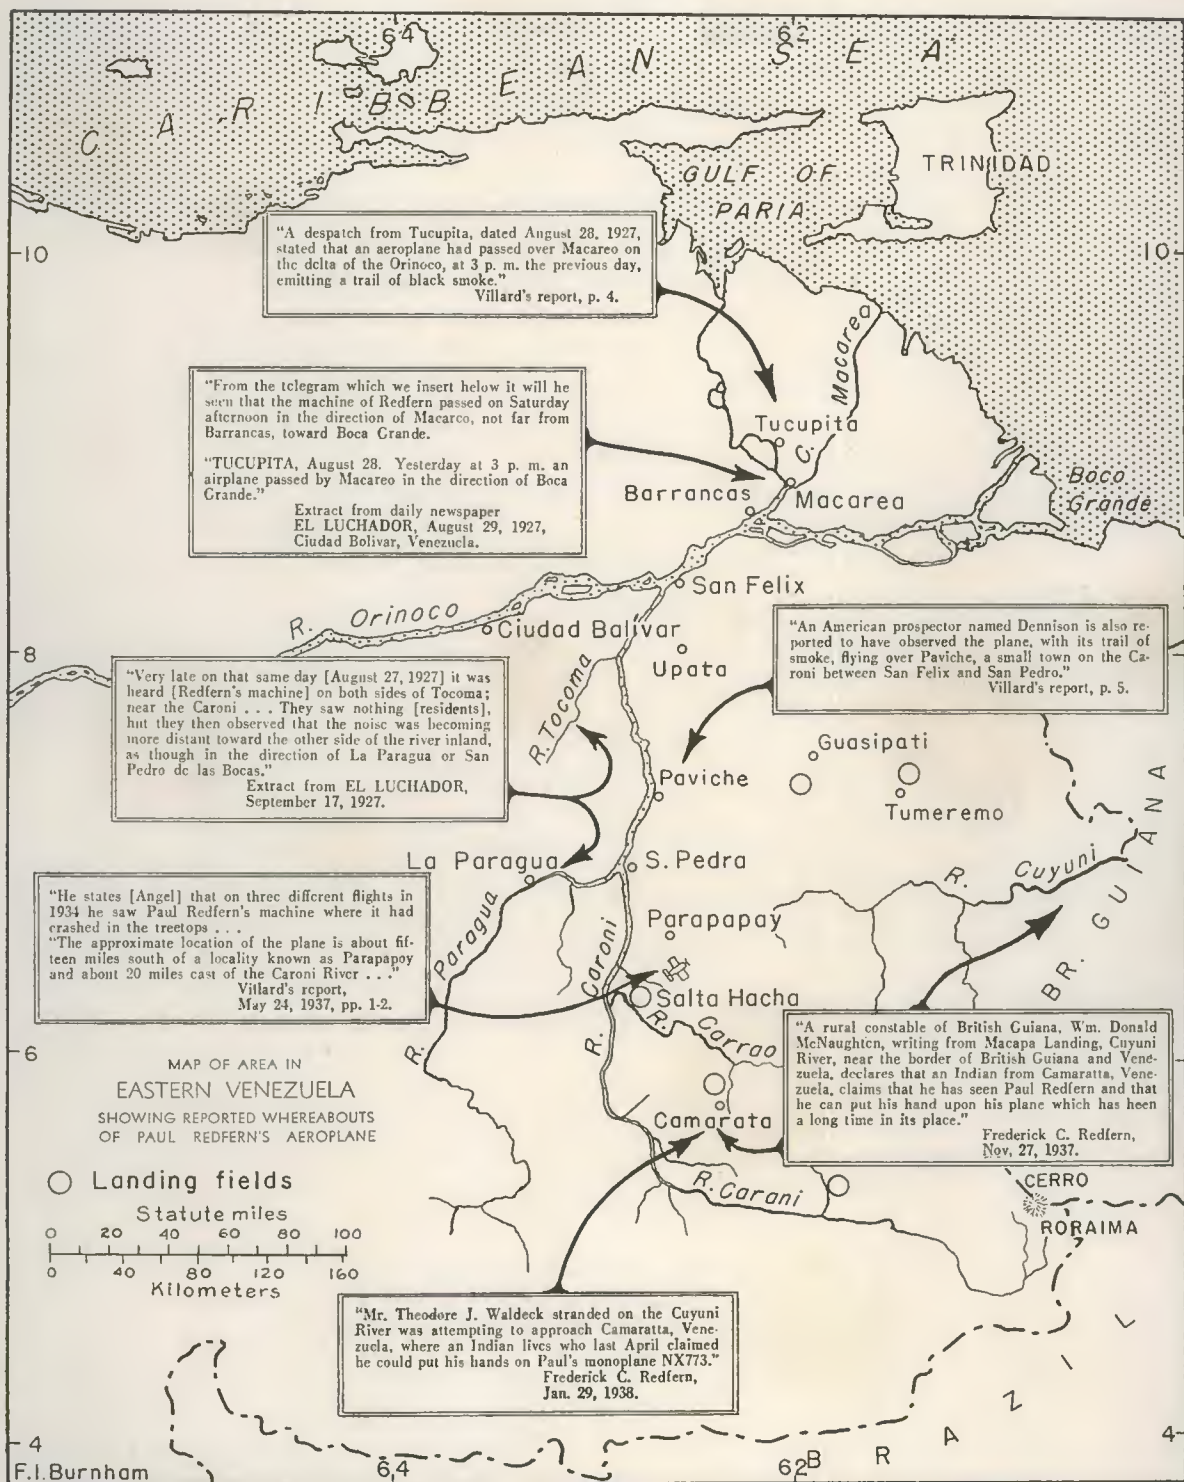 64
62
CARIBBEAN SEA
GULF OF
PARIA
TRINIDAD
10
10
"A despatch from Tucupita, dated August 28, 1927,
stated that an aeroplane had passed over Macareo on
the delta of the Orinoco, at 3 p. m. the previous day,
emitting a trail of black smoke."
Villard's report, p. 4.
"From the telegram which we insert below it will be
seen that the machine of Redfern passed on Saturday
afternoon in the direction of Macareo, not far from
Barrancas, toward Boca Grande.
"TUCUPITA, August 28. Yesterday at 3 p. m. an
airplane passed by Macareo in the direction of Boca
Grande."
Extract from daily newspaper
EL LUCHADOR, August 29, 1927,
Ciudad Bolivar, Venezuela.
C. Macarea
Tucupita
Macarea
Barrancas
Boco
Grande
San Felix
R. Orinoco
Ciudad Balivar
Upata
8
8
"An American prospector named Dennison is also re-
ported to have observed the plane, with its trail of
smoke, flying over Paviche, a small town on the Ca-
roni between San Felix and San Pedro."
Villard's report, p. 5.
"Very late on that same day [August 27, 1927] it was
heard [Redfern's machine] on both sides of Tocoma;
near the Caroni . . . They saw nothing [residents],
but they then observed that the noise was becoming
more distant toward the other side of the river inland,
as though in the direction of La Paragua or San
Pedro de las Bocas."
Extract from EL LUCHADOR,
September 17, 1927.
R. Tocoma
Guasipati
Tumeremo
Paviche
La Paragua
S. Pedra
R. Cuyuni
BR. GUIANA
"He states [Angel] that on three different flights in
1934 he saw Paul Redfern's machine where it had
crashed in the treetops . . .
"The approximate location of the plane is about fif-
teen miles south of a locality known as Parapapoy
and about 20 miles east of the Caroni River . . ."
Villard's report,
May 24, 1937, pp. 1-2.
R. Paragua
R. Caroni
Parapapay
Salta Hacha
R. Carrao
6
"A rural constable of British Guiana, Wm. Donald
McNaughten, writing from Macapa Landing, Cuyuni
River, near the border of British Guiana and Vene-
zuela, declares that an Indian from Camaratta, Vene-
zuela, claims that he has seen Paul Redfern and that
he can put his hand upon his plane which has been
a long time in its place."
Frederick C. Redfern,
Nov. 27, 1937.
MAP OF AREA IN
EASTERN VENEZUELA
SHOWING REPORTED WHEREABOUTS
OF PAUL REDFERN'S AEROPLANE
Landing fields
Statute miles
0 20 40 60 80 100
0 40 80 120 160
Kilometers
Camarata
R. Carani
CERRO
RORAIMA
"Mr. Theodore J. Waldeck stranded on the Cuyuni
River was attempting to approach Camaratta, Vene-
zuela, where an Indian lives who last April claimed
he could put his hands on Paul's monoplane NX773."
Frederick C. Redfern,
Jan. 29, 1938.
BRAZIL
4
4
F.I.Burnham
64
62